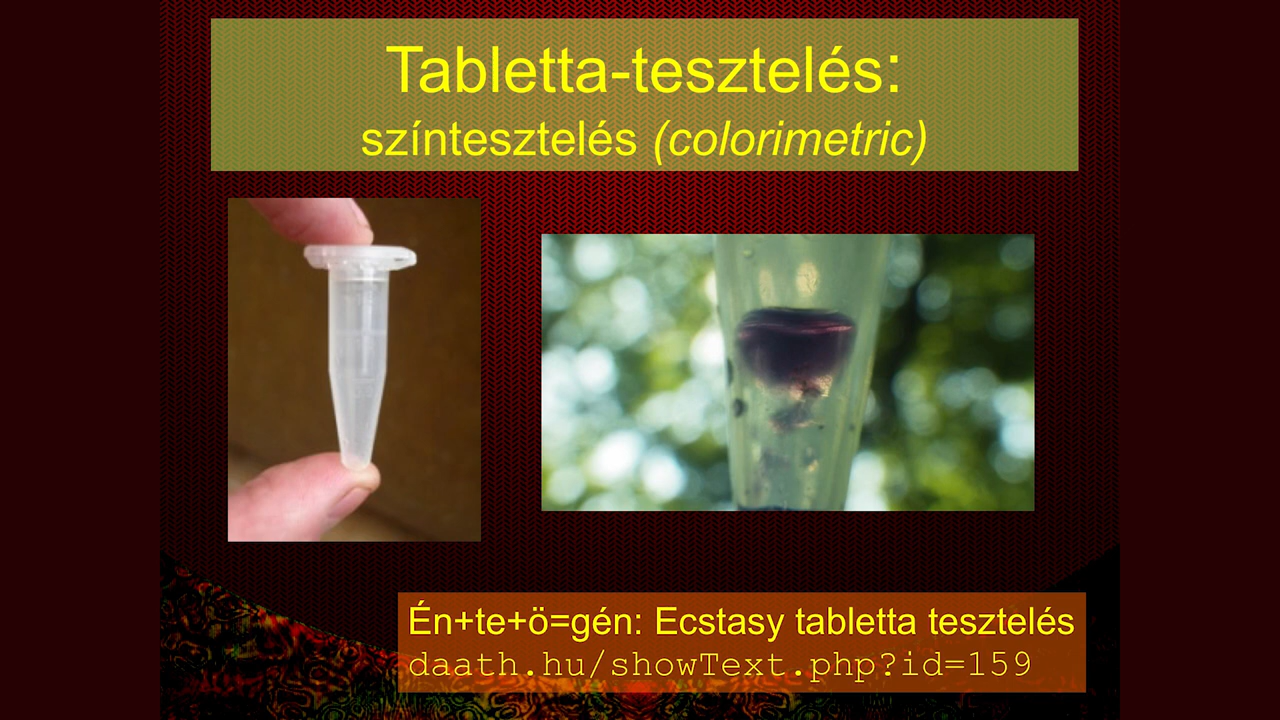 Tabletta-tesztelés:
színtesztelés (colorimetric)
Én+te+ö=gén: Ecstasy tabletta tesztelés
daath.hu/showText.php?id=159